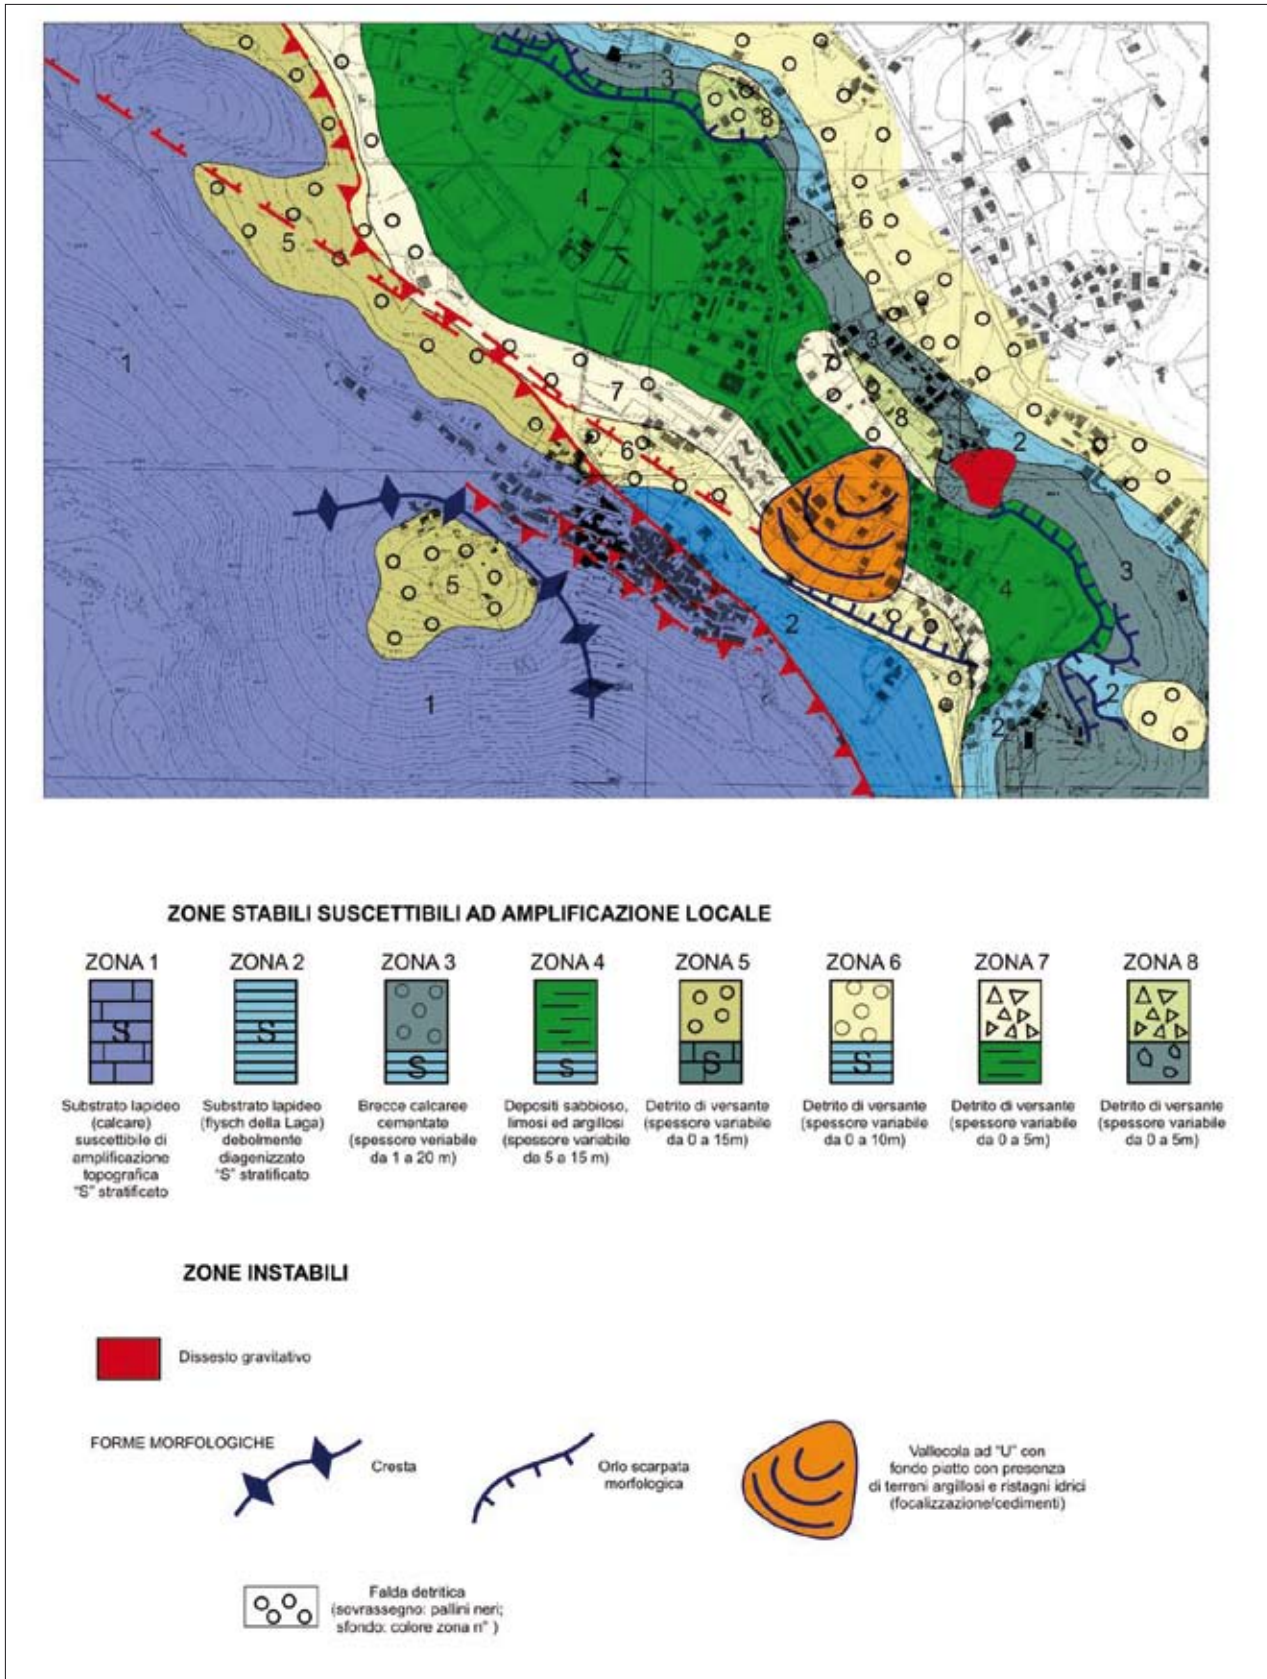 3
8
4
5
6
1
7
3
7
8
6
2
5
3
4
2
1
2
2
ZONE STABILI SUSCETTIBILI AD AMPLIFICAZIONE LOCALE
ZONA 1
ZONA 2
ZONA 3
ZONA 4
ZONA 5
ZONA 6
ZONA 7
ZONA 8
S
S
S
S
S
S
Substrato lapideo
(calcare)
suscettibile di
amplificazione
topografica
"S" stratificato
Substrato lapideo
(flysch della Laga)
debolmente
diagenizzato
"S" stratificato
Brecce calcaree
cementate
(spessore veriabile
da 1 a 20 m)
Depositi sabbioso,
limosi ed argillosi
(spessore variabile
da 5 a 15 m)
Detrito di versante
(spessore variabile
da 0 a 15m)
Detrito di versante
(spessore variabile
da 0 a 10m)
Detrito di versante
(spessore variabile
da 0 a 5m)
Detrito di versante
(spessore variabile
da 0 a 5m)
ZONE INSTABILI
Dissesto gravitativo
FORME MORFOLOGICHE
Cresta
Orlo scarpata
morfologica
Vallecola ad "U" con
fondo piatto con presenza
di terreni argillosi e ristagni idrici
(focalizzazione/cedimenti)
Falda detritica
(sovrassegno: pallini neri;
sfondo: colore zona n° )